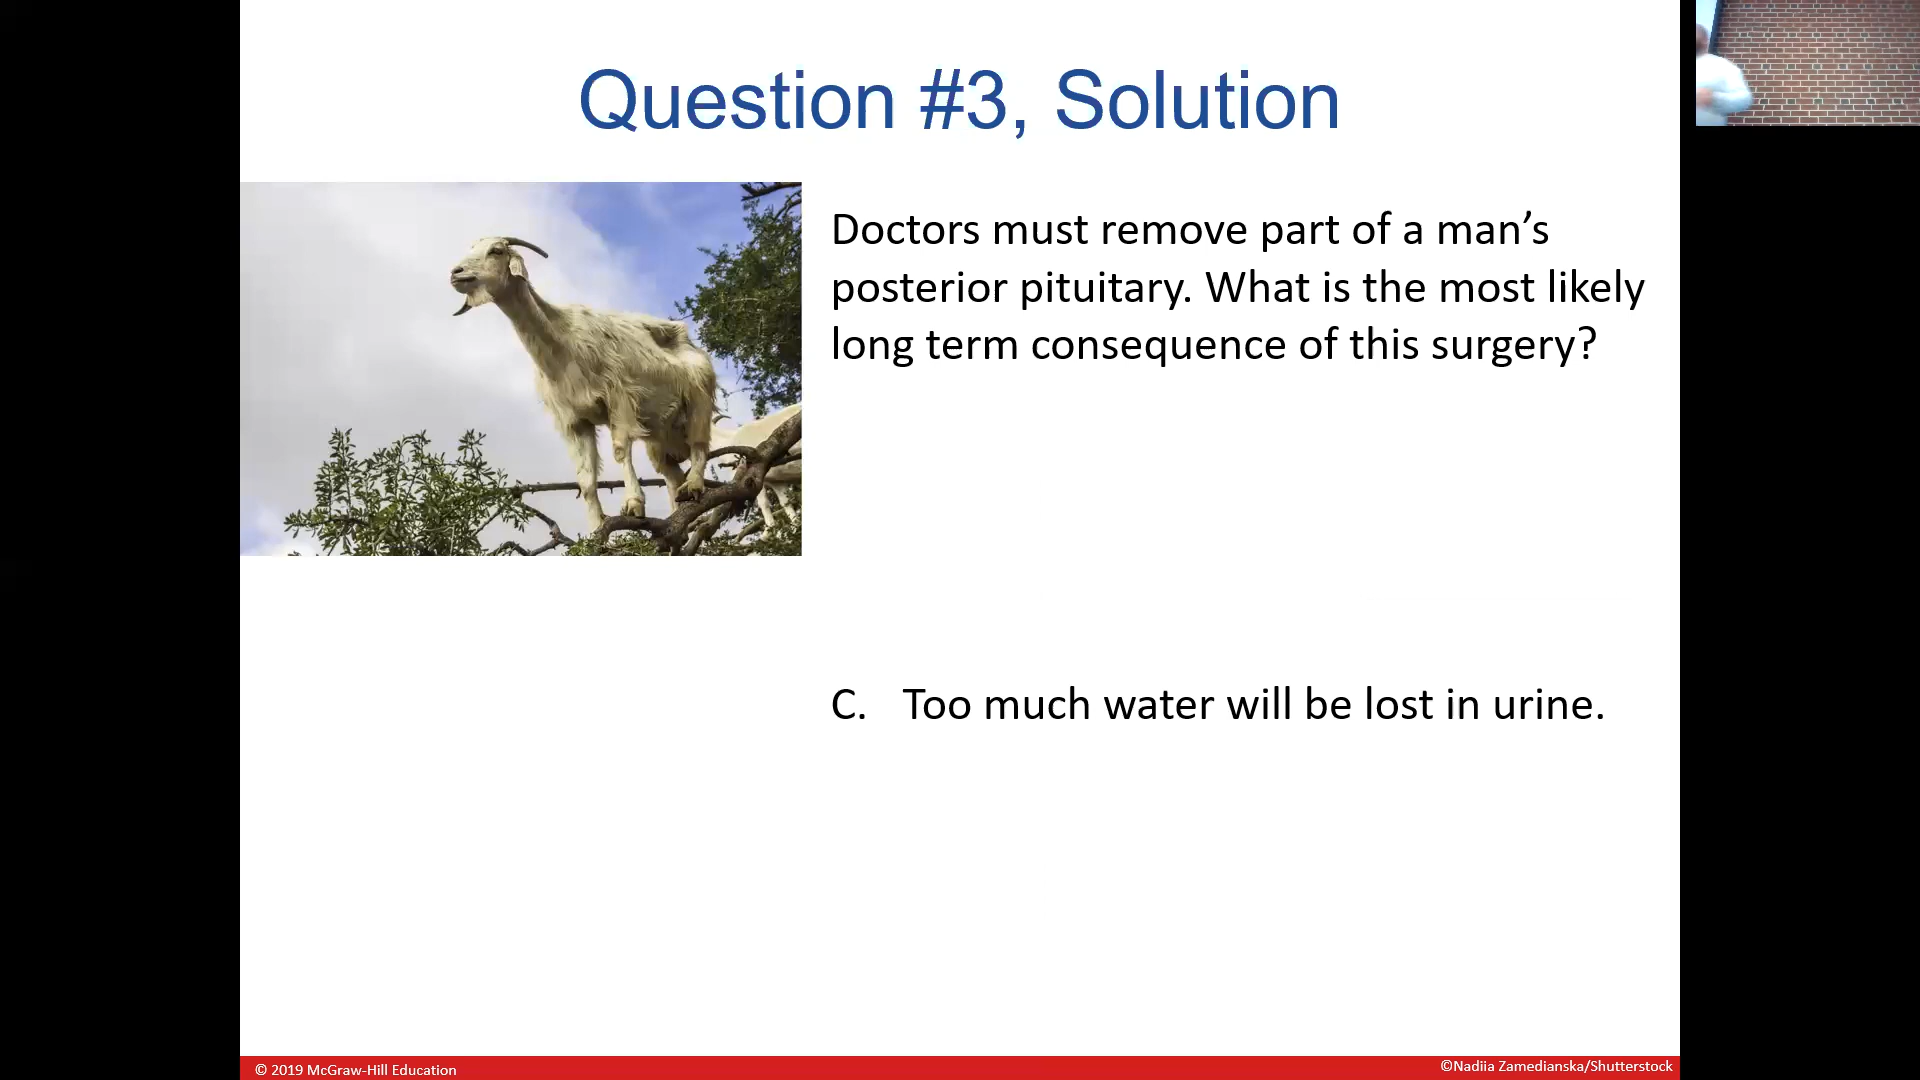 Question #3, Solution
Doctors must remove part of a man’s
posterior pituitary. What is the most likely
long term consequence of this surgery?
C. Too much water will be lost in urine.
© 2019 McGraw-Hill Education
©Nadiia Zamedianska/Shutterstock